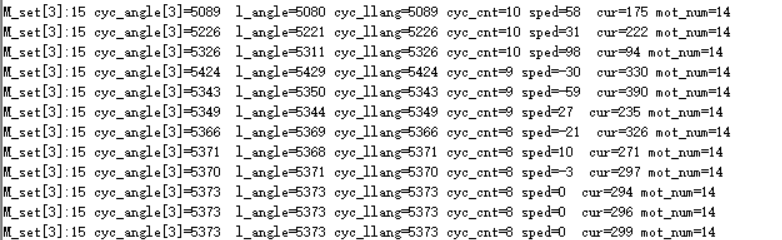 M_set[3]:15 cyc_angle[3]=5089 l_angle=5080 cyc_llang=5089 cyc_cnt=10 sped=58 cur=175 mot_num=14
M_set[3]:15 cyc_angle[3]=5226 l_angle=5221 cyc_llang=5226 cyc_cnt=10 sped=31 cur=222 mot_num=14
M_set[3]:15 cyc_angle[3]=5326 l_angle=5311 cyc_llang=5326 cyc_cnt=10 sped=98 cur=94 mot_num=14
M_set[3]:15 cyc_angle[3]=5424 l_angle=5429 cyc_llang=5424 cyc_cnt=9 sped=-30 cur=330 mot_num=14
M_set[3]:15 cyc_angle[3]=5343 l_angle=5350 cyc_llang=5343 cyc_cnt=9 sped=-59 cur=390 mot_num=14
M_set[3]:15 cyc_angle[3]=5349 l_angle=5344 cyc_llang=5349 cyc_cnt=9 sped=27 cur=235 mot_num=14
M_set[3]:15 cyc_angle[3]=5366 l_angle=5369 cyc_llang=5366 cyc_cnt=8 sped=-21 cur=326 mot_num=14
M_set[3]:15 cyc_angle[3]=5371 l_angle=5368 cyc_llang=5371 cyc_cnt=8 sped=10 cur=271 mot_num=14
M_set[3]:15 cyc_angle[3]=5370 l_angle=5371 cyc_llang=5370 cyc_cnt=8 sped=-3 cur=297 mot_num=14
M_set[3]:15 cyc_angle[3]=5373 l_angle=5373 cyc_llang=5373 cyc_cnt=8 sped=0 cur=294 mot_num=14
M_set[3]:15 cyc_angle[3]=5373 l_angle=5373 cyc_llang=5373 cyc_cnt=8 sped=0 cur=296 mot_num=14
M_set[3]:15 cyc_angle[3]=5373 l_angle=5373 cyc_llang=5373 cyc_cnt=8 sped=0 cur=299 mot_num=14